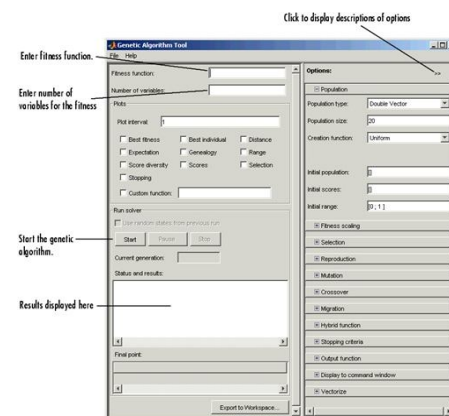 Click to display descriptions of options
Genetic Algorithm Tool
File Help
Enter fitness function.
Fitness function:
Enter number of
variables for the fitness
Number of variables:
Plots
Plot interval: 1
Best fitness Best individual Distance
Expectation Genealogy Range
Score diversity Scores Selection
Stopping
Custom function:
Run solver
Use random states from previous run
Start the genetic
algorithm.
Start Pause Stop
Current generation:
Status and results:
Results displayed here
Final point:
Export to Workspace...
Options: >>
Population
Population type: Double Vector
Population size: 20
Creation function: Uniform
Initial population: []
Initial scores: []
Initial range: [0 ; 1 ]
Fitness scaling
Selection
Reproduction
Mutation
Crossover
Migration
Hybrid function
Stopping criteria
Output function
Display to command window
Vectorize